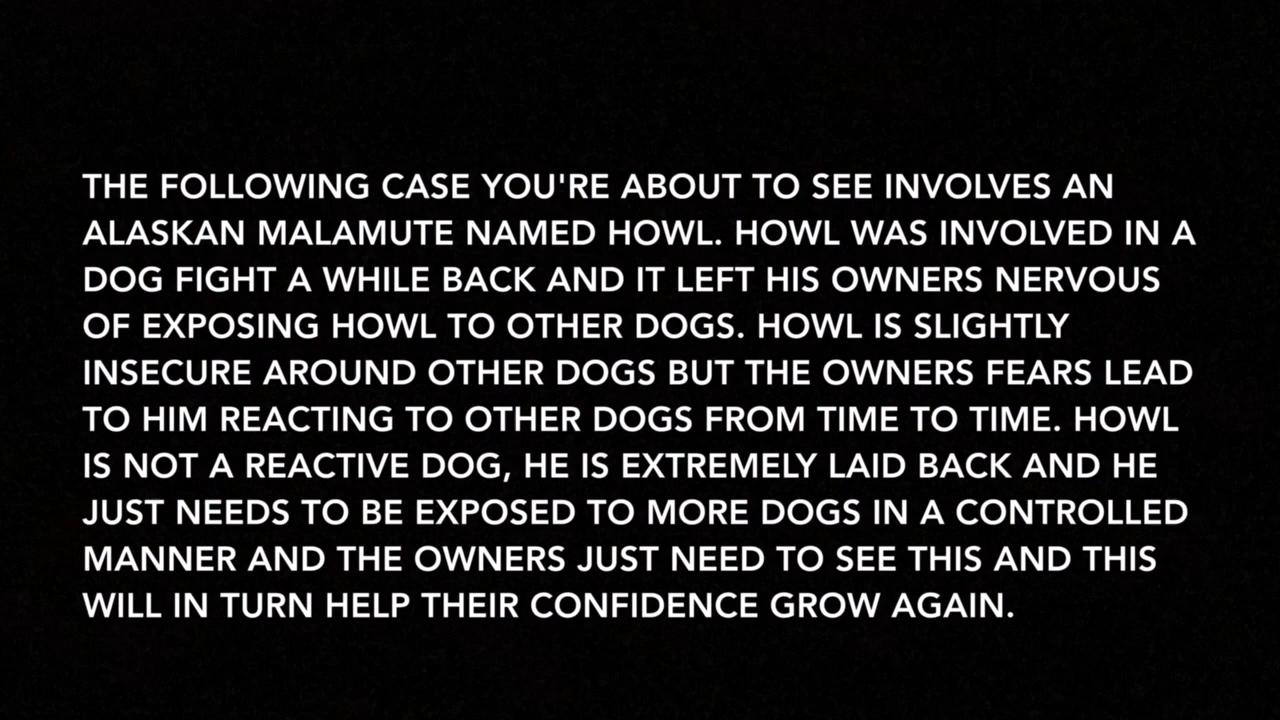 THE FOLLOWING CASE YOU'RE ABOUT TO SEE INVOLVES AN
ALASKAN MALAMUTE NAMED HOWL. HOWL WAS INVOLVED IN A
DOG FIGHT A WHILE BACK AND IT LEFT HIS OWNERS NERVOUS
OF EXPOSING HOWL TO OTHER DOGS. HOWL IS SLIGHTLY
INSECURE AROUND OTHER DOGS BUT THE OWNERS FEARS LEAD
TO HIM REACTING TO OTHER DOGS FROM TIME TO TIME. HOWL
IS NOT A REACTIVE DOG, HE IS EXTREMELY LAID BACK AND HE
JUST NEEDS TO BE EXPOSED TO MORE DOGS IN A CONTROLLED
MANNER AND THE OWNERS JUST NEED TO SEE THIS AND THIS
WILL IN TURN HELP THEIR CONFIDENCE GROW AGAIN.